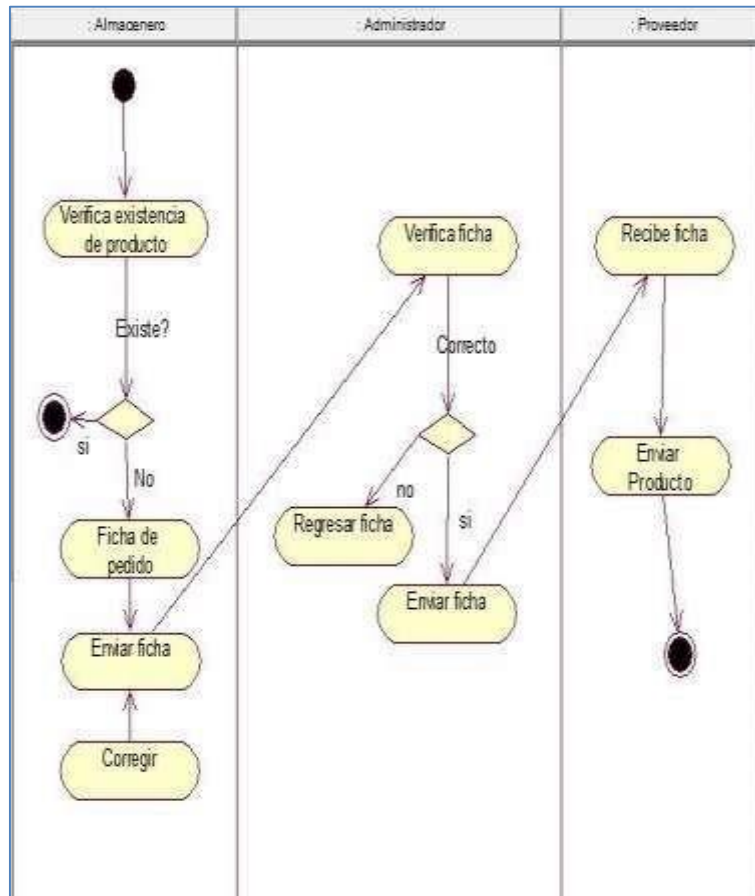 : Almacenero
: Administrador
: Proveedor
Verifica existencia
de producto
Existe?
si
No
Ficha de
pedido
Enviar ficha
Corregir
Verifica ficha
Correcto
no
si
Regresar ficha
Enviar ficha
Recibe ficha
Enviar
Producto